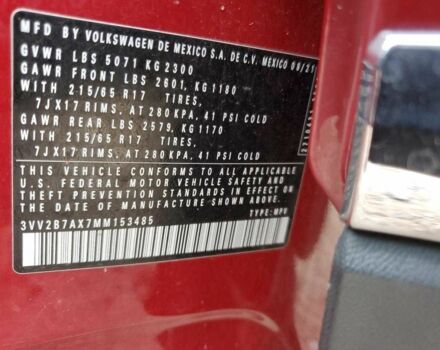 MFD BY VOLKSWAGEN DE MEXICO S.A. DE C.V. MEXICO 06/21
GVWR LBS 5071 KG 2300
GAWR FRONT LBS 2601, KG 1180
WITH 215/65 R17 TIRES,
7JX17 RIMS, AT 280 KPA, 41 PSI COLD
GAWR REAR LBS 2579, KG 1170
WITH 215/65 R17 TIRES,
7JX17 RIMS, AT 280 KPA, 41 PSI COLD
THIS VEHICLE CONFORMS TO ALL APPLICABLE
U.S. FEDERAL MOTOR VEHICLE SAFETY AND
THEFT PREVENTION STANDARDS IN EFFECT ON
THE DATE OF MANUFACTURE SHOWN ABOVE
3VV2B7AX7MM153485 TYPE: MPV